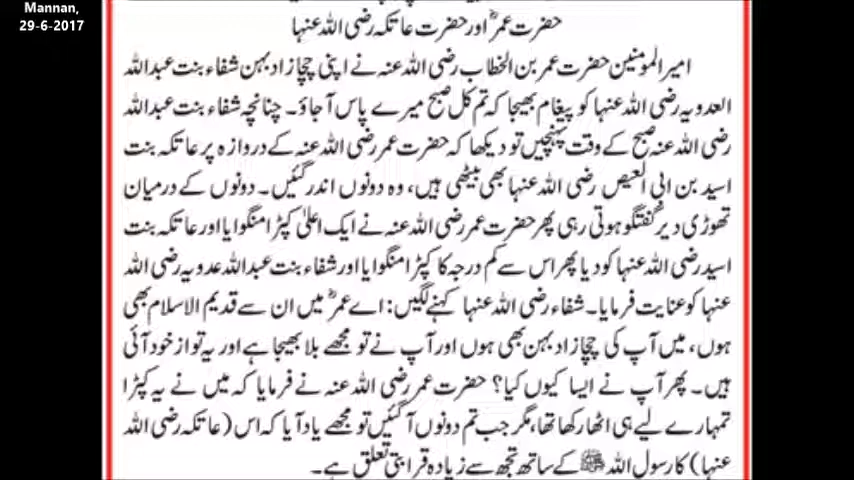 Mannan,
29-6-2017
حضرت عمرؓ اور حضرت عاتکہ رضی اللہ عنہا
امیرالمومنین حضرت عمر بن الخطاب رضی اللہ عنہ نے اپنی چچازاد بہن شفاء بنت عبداللہ
العدویہ رضی اللہ عنہا کو پیغام بھیجا کہ تم کل صبح میرے پاس آجاؤ۔ چنانچہ شفاء بنت عبداللہ
رضی اللہ عنہ صبح کے وقت پہنچیں تو دیکھا کہ حضرت عمر رضی اللہ عنہ کے دروازہ پر عاتکہ بنت
اسید بن ابی العیص رضی اللہ عنہا بھی بیٹھی ہیں، وہ دونوں اندر گئیں۔ دونوں کے درمیان
تھوڑی دیر گفتگو ہوتی رہی پھر حضرت عمر رضی اللہ عنہ نے ایک اعلیٰ کپڑا منگوایا اور عاتکہ بنت
اسید رضی اللہ عنہا کو دیا پھر اس سے کم درجہ کا کپڑا منگوایا اور شفاء بنت عبداللہ عدویہ رضی اللہ
عنہا کو عنایت فرمایا۔ شفاء رضی اللہ عنہا کہنے لگیں: اے عمرؓ میں ان سے قدیم الاسلام بھی
ہوں، میں آپ کی چچازاد بہن بھی ہوں اور آپ نے تو مجھے بلا بھیجا ہے اور یہ تو از خود آئی
ہیں۔ پھر آپ نے ایسا کیوں کیا؟ حضرت عمر رضی اللہ عنہ نے فرمایا کہ میں نے یہ کپڑا
تمہارے لیے ہی اٹھا رکھا تھا، مگر جب تم دونوں آگئیں تو مجھے یاد آیا کہ اس (عاتکہ رضی اللہ
عنہا) کا رسول اللہ ﷺ کے ساتھ تجھ سے زیادہ قرابتی تعلق ہے۔